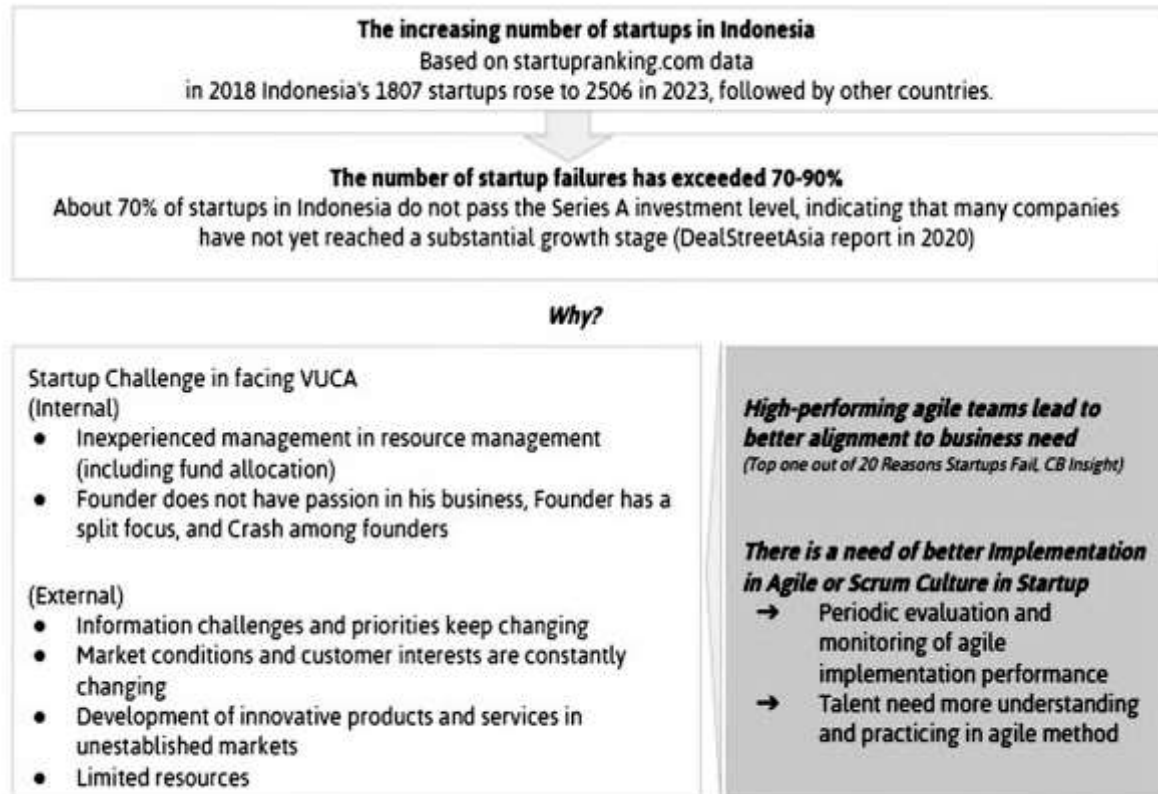 The increasing number of startups in Indonesia
Based on startupranking.com data
in 2018 Indonesia's 1807 startups rose to 2506 in 2023, followed by other countries.
The number of startup failures has exceeded 70-90%
About 70% of startups in Indonesia do not pass the Series A investment level, indicating that many companies
have not yet reached a substantial growth stage (DealStreetAsia report in 2020)
Why?
Startup Challenge in facing VUCA
(Internal)
● Inexperienced management in resource management
(including fund allocation)
● Founder does not have passion in his business, Founder has a
split focus, and Crash among founders
(External)
● Information challenges and priorities keep changing
● Market conditions and customer interests are constantly
changing
● Development of innovative products and services in
unestablished markets
● Limited resources
High-performing agile teams lead to
better alignment to business need
(Top one out of 20 Reasons Startups Fail, CB Insight)
There is a need of better Implementation
in Agile or Scrum Culture in Startup
→ Periodic evaluation and
monitoring of agile
implementation performance
→ Talent need more understanding
and practicing in agile method